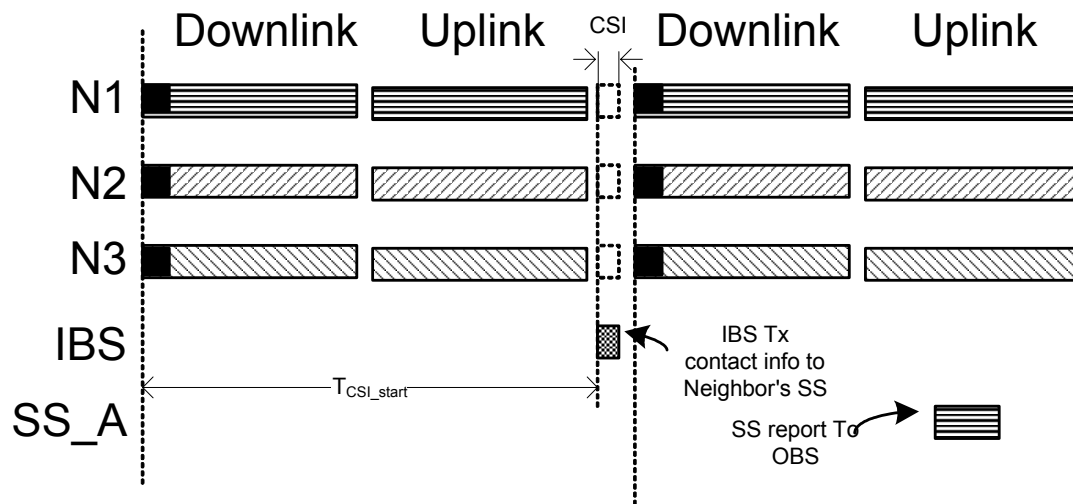 Downlink Uplink CSI Downlink Uplink
N1
N2
N3
IBS
IBS Tx
contact info to
Neighbor's SS
TCSI_start
SS_A
SS report To
OBS